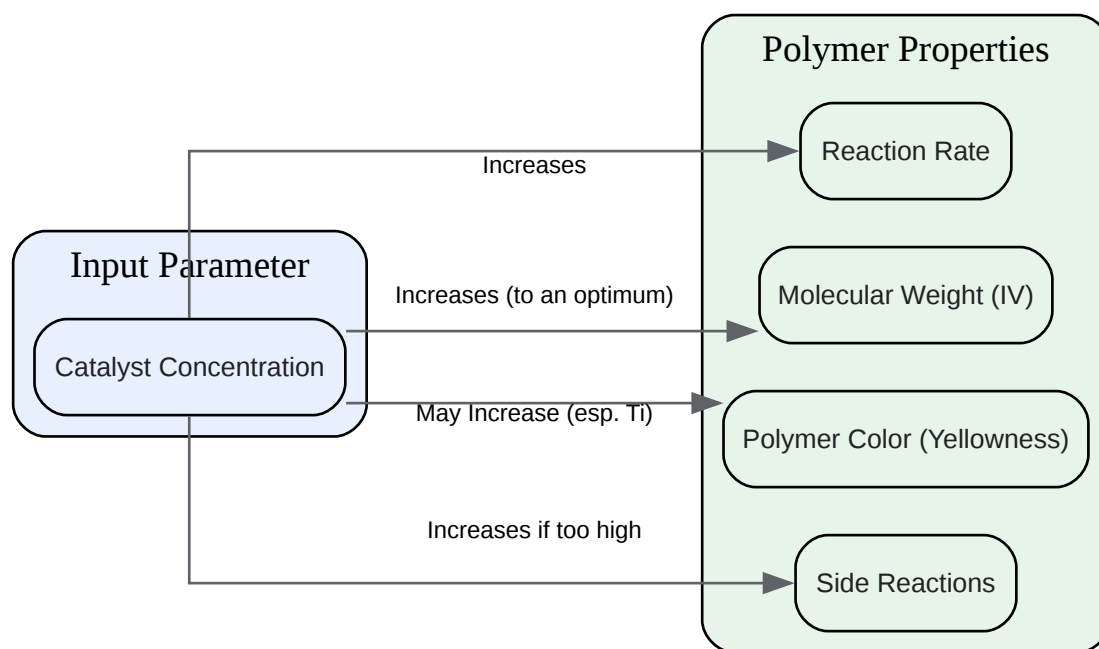 Polymer Properties
Reaction Rate
Increases
Input Parameter
Increases (to an optimum)
Molecular Weight (IV)
Catalyst Concentration
May Increase (esp. Ti)
Polymer Color (Yellowness)
Increases if too high
Side Reactions